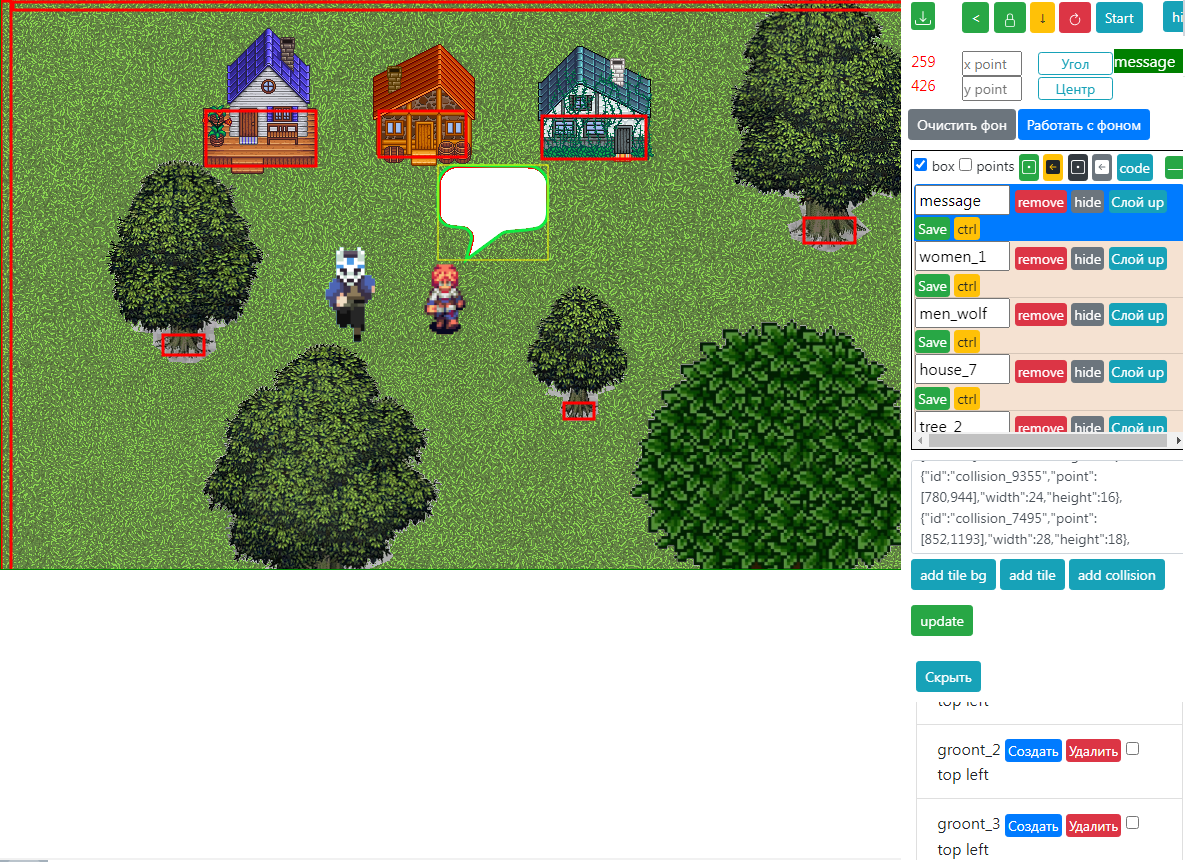 < ↓ Start hi
259 x point Угол message
426 y point Центр
Очистить фон Работать с фоном
box points code
message remove hide Слой up
Save ctrl
women_1 remove hide Слой up
Save ctrl
men_wolf remove hide Слой up
Save ctrl
house_7 remove hide Слой up
Save ctrl
tree_2 remove hide Слой up
{"id":"collision_9355","point":
[780,944],"width":24,"height":16},
{"id":"collision_7495","point":
[852,1193],"width":28,"height":18},
add tile bg add tile add collision
update
Скрыть
top left
groont_2 Создать Удалить
top left
groont_3 Создать Удалить
top left